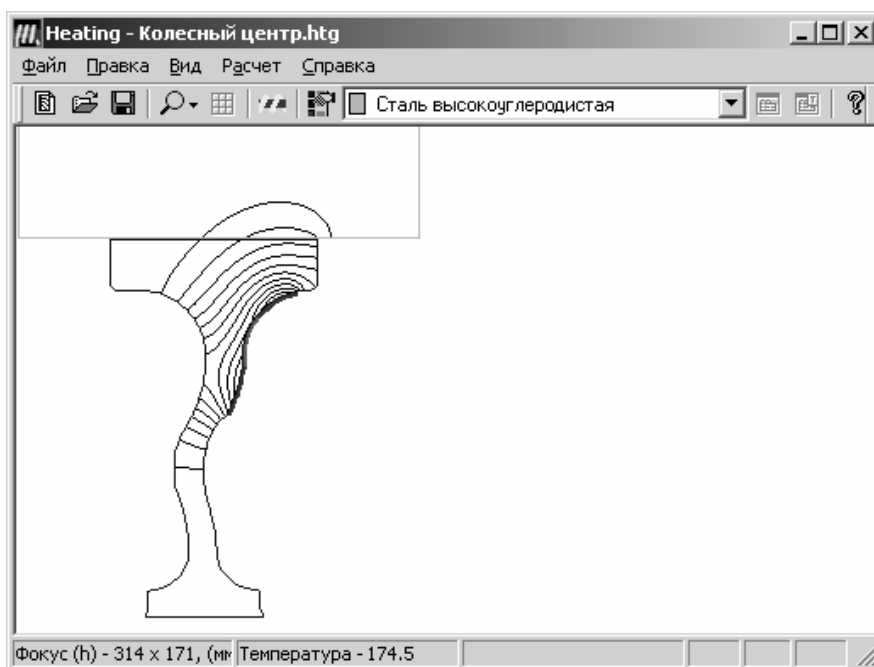 Heating - Колесный центр.htg
Файл Правка Вид Расчет Справка
Сталь высокоуглеродистая
Фокус (h) - 314 x 171, (мм Температура - 174.5